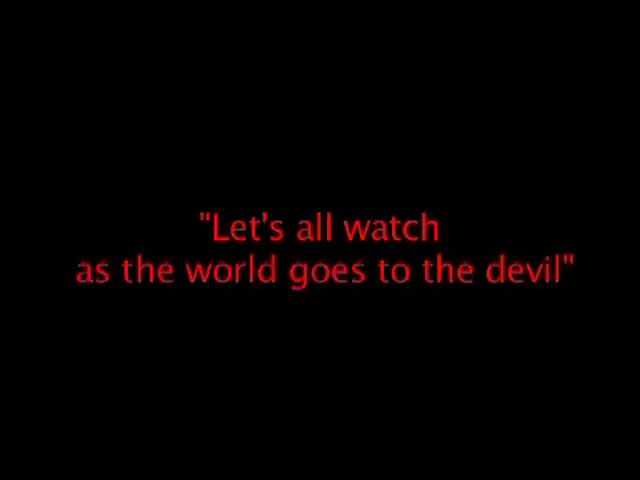 "Let's all watch
as the world goes to the devil"